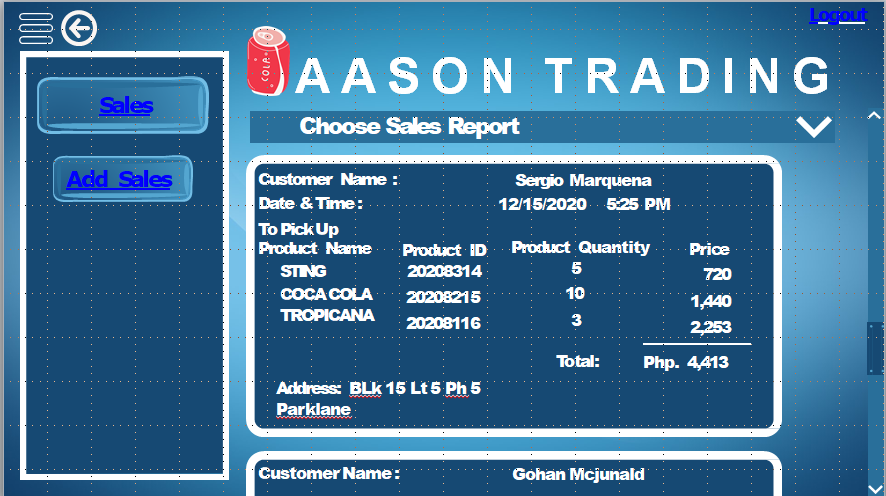 Logout
COLA
AASON TRADING
Sales
Add Sales
Choose Sales Report
Customer Name : Sergio Marquena
Date & Time : 12/15/2020 5:25 PM
To Pick Up
Product Name Product ID Product Quantity Price
STING 20208314 5 720
COCA COLA 20208215 10 1,440
TROPICANA 20208116 3 2,253
Total: Php. 4,413
Address: BLk 15 Lt 5 Ph 5
Parklane
Customer Name : Gohan Mcjunald